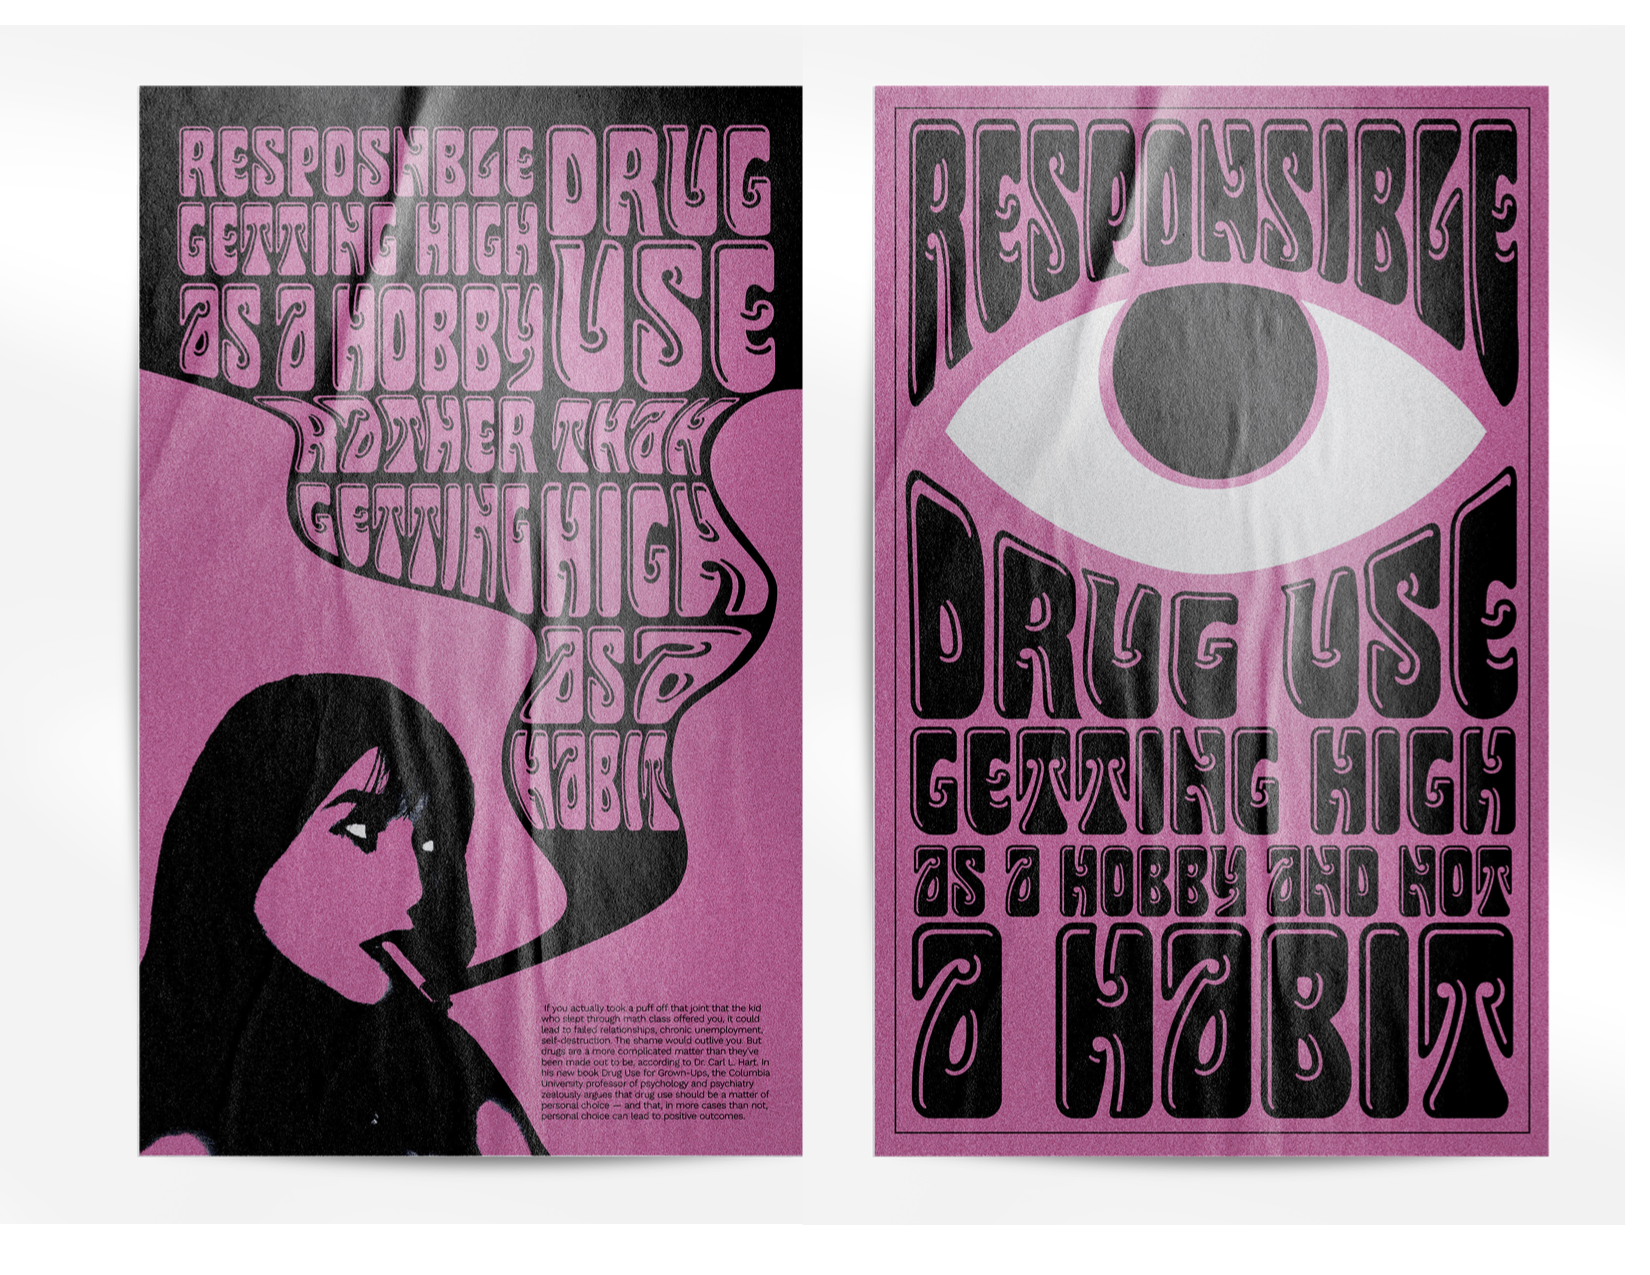 RESPOSNBLE
DRUG
USE
GETTING HIGH
AS A HOBBY
RATHER THAN
GETTING HIGH
AS A
HABIT
If you actually took a puff off that joint that the kid
who slept through math class offered you, it could
lead to failed relationships, chronic unemployment,
self-destruction. The shame would outlive you. But
drugs are a more complicated matter than they've
been made out to be, according to Dr. Carl L. Hart. In
his new book Drug Use for Grown-Ups, the Columbia
University professor of psychology and psychiatry
zealously argues that drug use should be a matter of
personal choice — and that, in more cases than not,
personal choice can lead to positive outcomes.
RESPONSIBLE
DRUG USE
GETTING HIGH
AS A HOBBY AND NOT
A HABIT